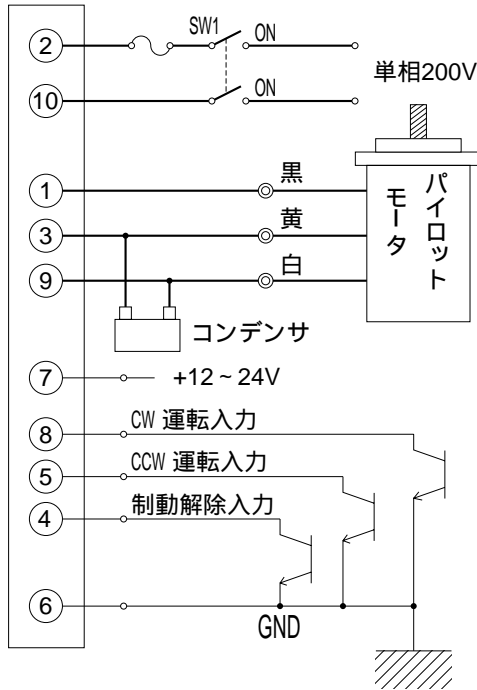 ② SW1 ON
単相200V
⑩ ON
① 黒
パイロット
モータ
③ 黄
⑨ 白
コンデンサ
⑦ +12～24V
⑧ CW 運転入力
⑤ CCW 運転入力
④ 制動解除入力
⑥ GND